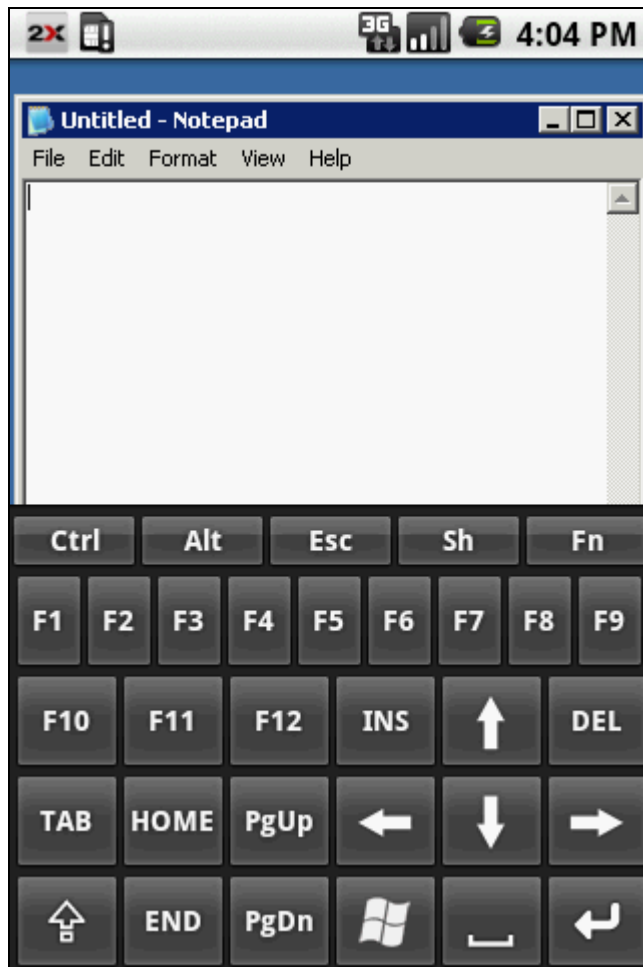 2X 3G 4:04 PM
Untitled - Notepad
File Edit Format View Help
Ctrl Alt Esc Sh Fn
F1 F2 F3 F4 F5 F6 F7 F8 F9
F10 F11 F12 INS DEL
TAB HOME PgUp
END PgDn